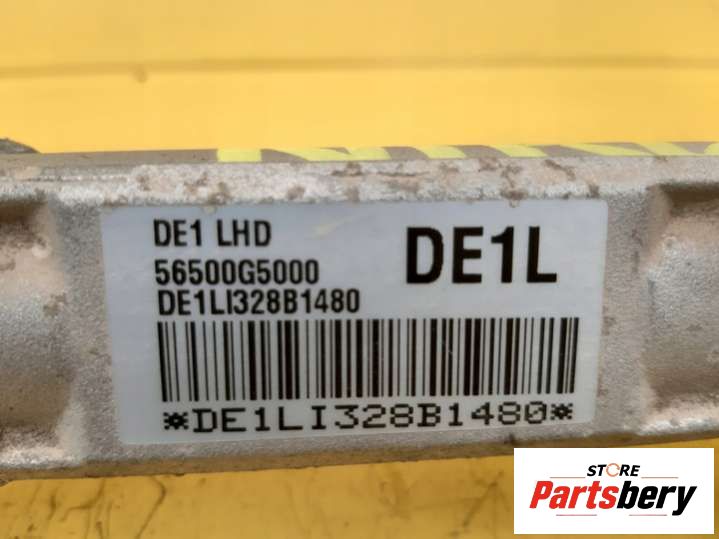 DE1 LHD
DE1L
56500G5000
DE1LI328B1480
*DE1LI328B1480*
STORE
Partsbery